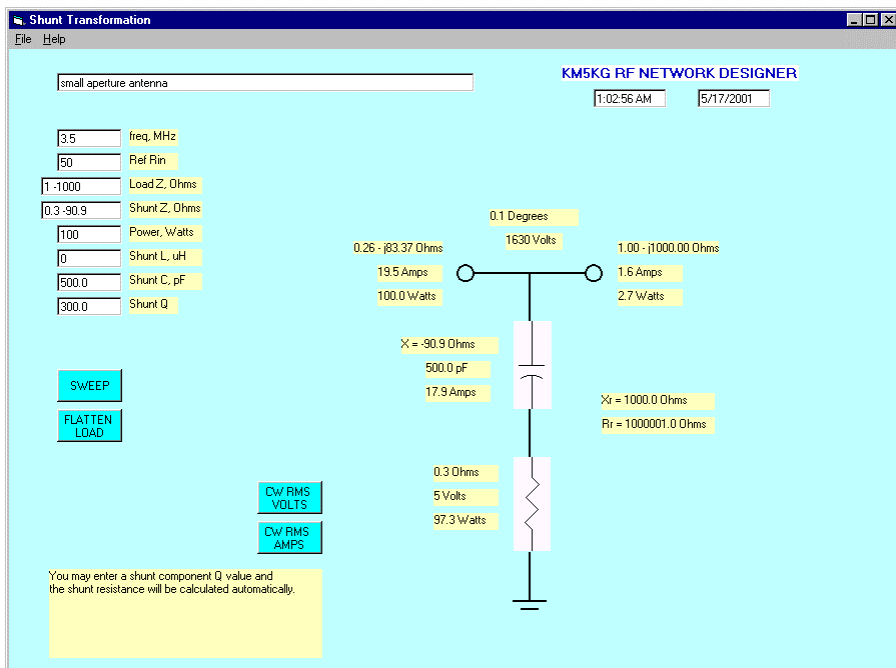 Shunt Transformation
File Help
small aperture antenna
KM5KG RF NETWORK DESIGNER
1:02:56 AM 5/17/2001
3.5 freq, MHz
50 Ref Rin
1 -1000 Load Z, Ohms
0.3 -90.9 Shunt Z, Ohms
100 Power, Watts
0 Shunt L, uH
500.0 Shunt C, pF
300.0 Shunt Q
0.1 Degrees
1630 Volts
0.26 - j83.37 Ohms
19.5 Amps
100.0 Watts
1.00 - j1000.00 Ohms
1.6 Amps
2.7 Watts
X = -90.9 Ohms
500.0 pF
17.9 Amps
SWEEP
FLATTEN
LOAD
Xr = 1000.0 Ohms
Rr = 1000001.0 Ohms
0.3 Ohms
5 Volts
97.3 Watts
CW RMS
VOLTS
CW RMS
AMPS
You may enter a shunt component Q value and
the shunt resistance will be calculated automatically.